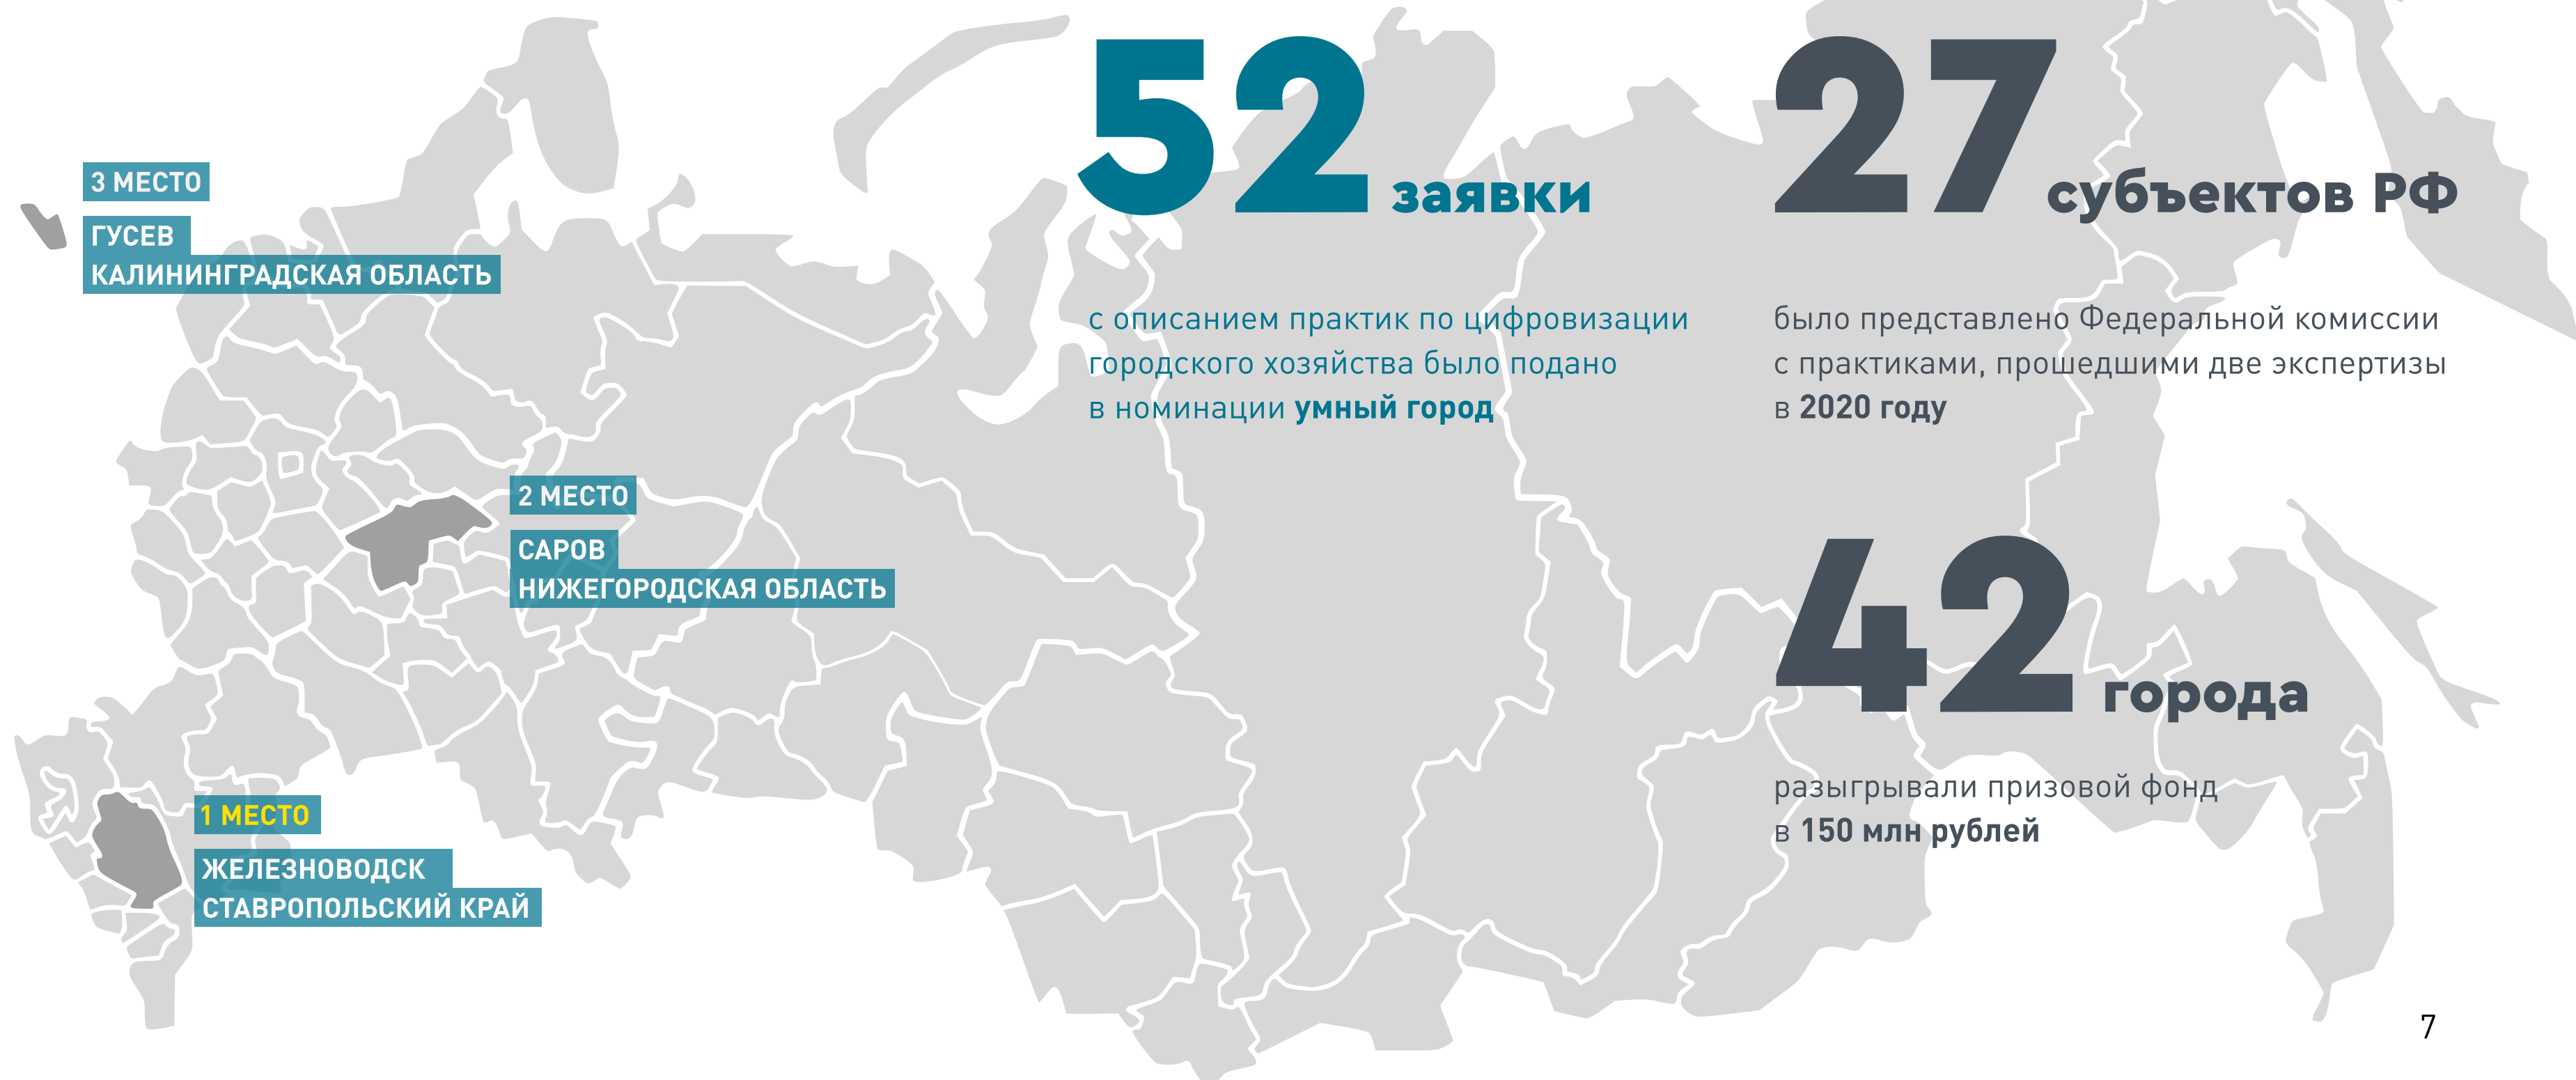 3 МЕСТО
ГУСЕВ
КАЛИНИНГРАДСКАЯ ОБЛАСТЬ
2 МЕСТО
САРОВ
НИЖЕГОРОДСКАЯ ОБЛАСТЬ
1 МЕСТО
ЖЕЛЕЗНОВОДСК
СТАВРОПОЛЬСКИЙ КРАЙ
52 заявки
с описанием практик по цифровизации
городского хозяйства было подано
в номинации умный город
27 субъектов РФ
было представлено Федеральной комиссии
с практиками, прошедшими две экспертизы
в 2020 году
42 города
разыгрывали призовой фонд
в 150 млн рублей
7